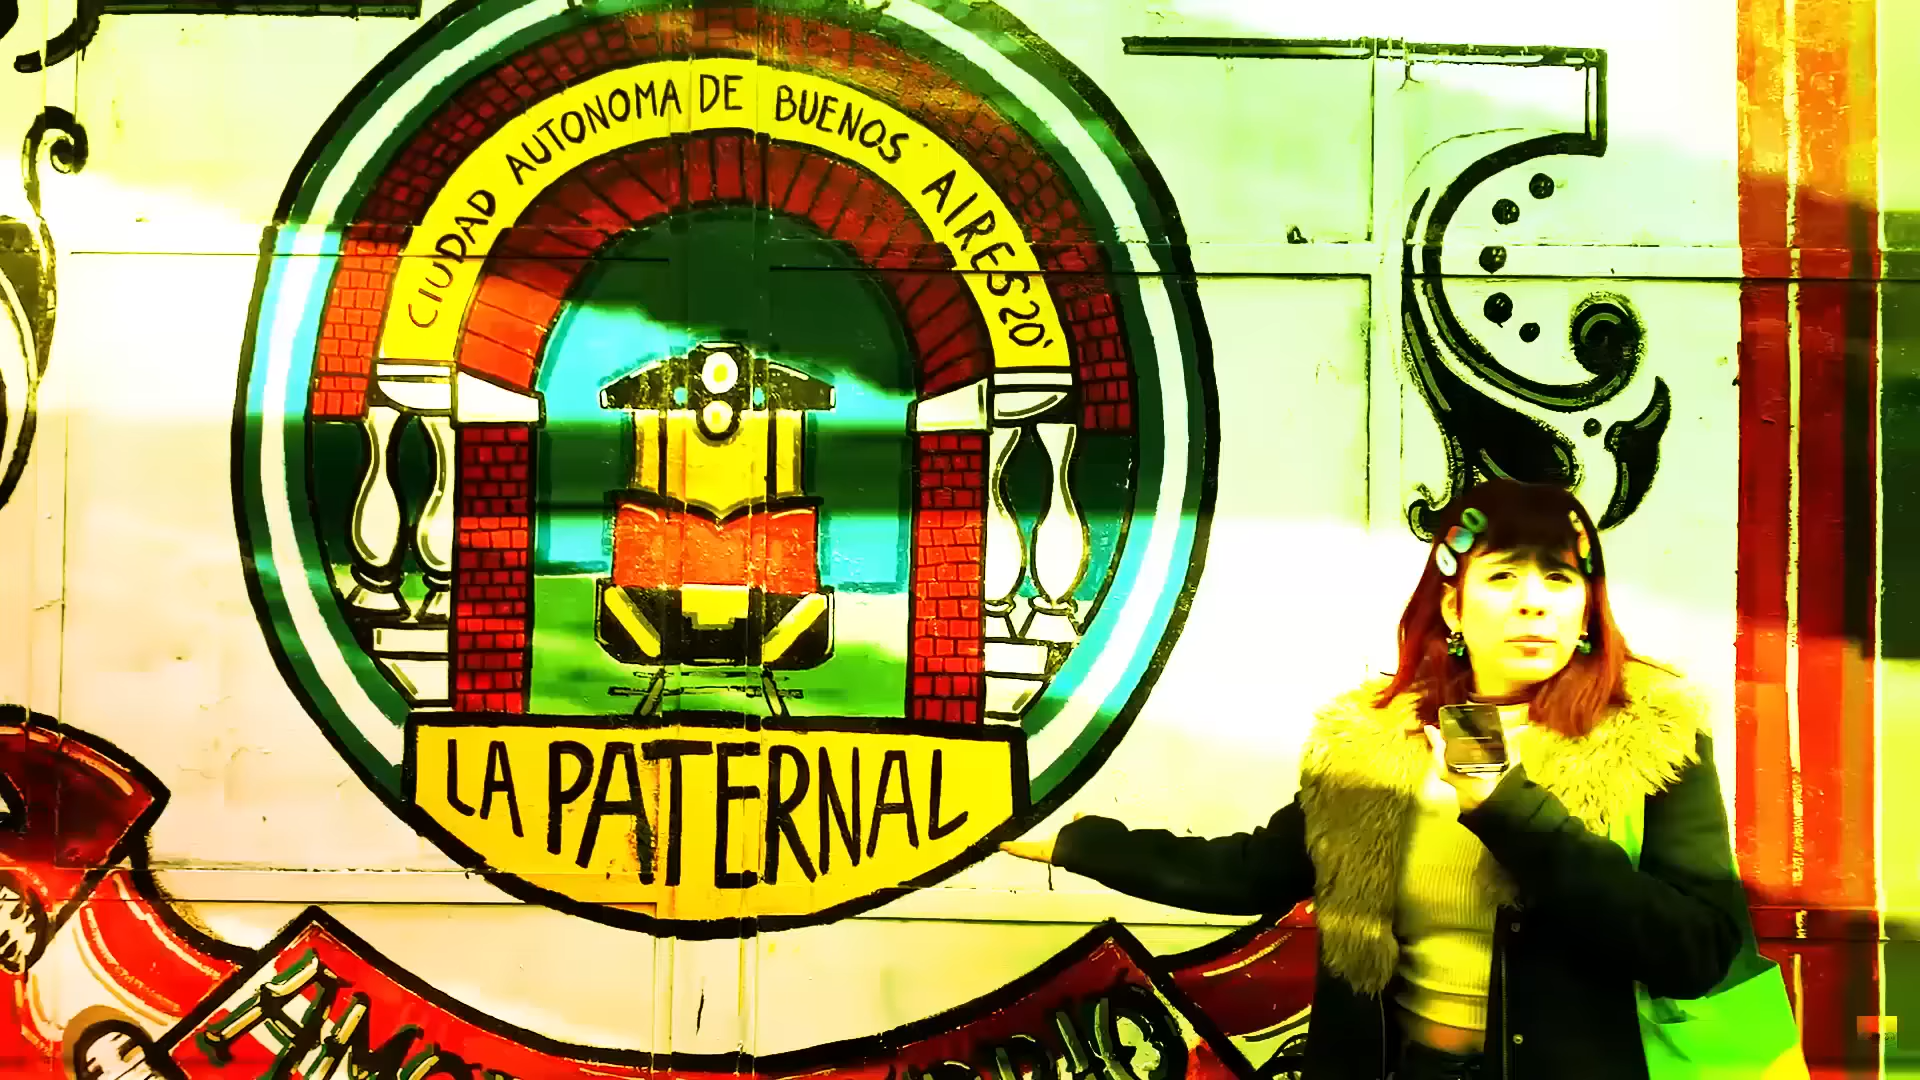 CIUDAD AUTONOMA DE BUENOS AIRES 20'
LA PATERNAL